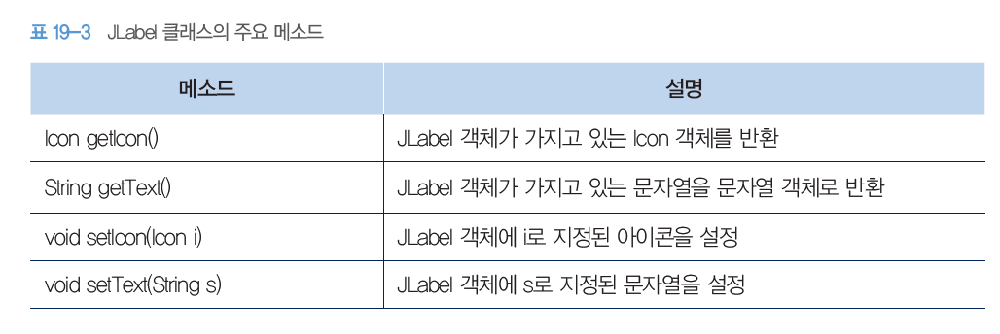 표 19-3 JLabel 클래스의 주요 메소드
메소드 설명
Icon getIcon() JLabel 객체가 가지고 있는 Icon 객체를 반환
String getText() JLabel 객체가 가지고 있는 문자열을 문자열 객체로 반환
void setIcon(Icon i) JLabel 객체에 i로 지정된 아이콘을 설정
void setText(String s) JLabel 객체에 s로 지정된 문자열을 설정